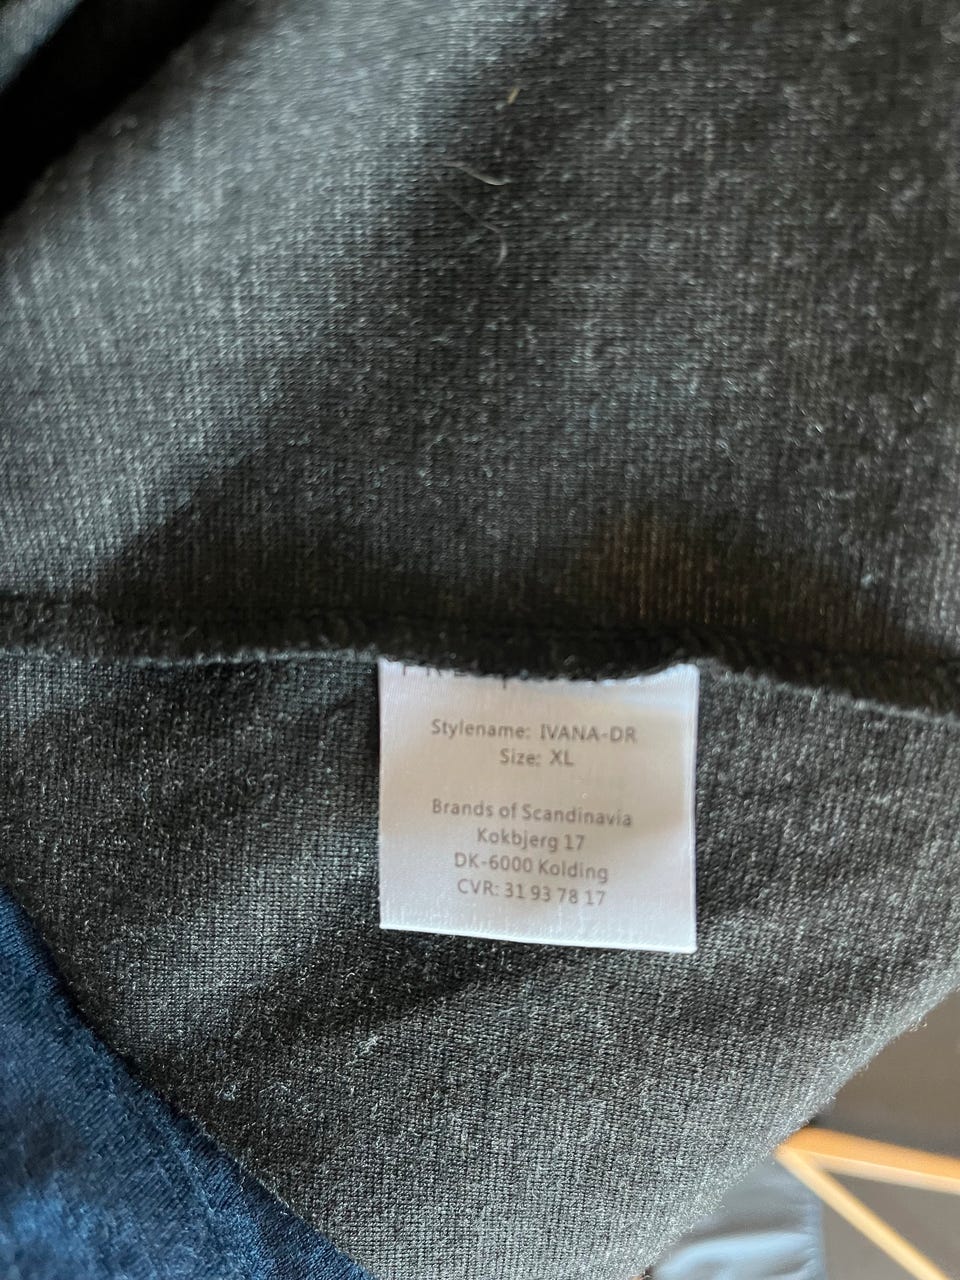 Stylename: IVANA-DR
Size: XL
Brands of Scandinavia
Kokbjerg 17
DK-6000 Kolding
CVR: 31 93 78 17